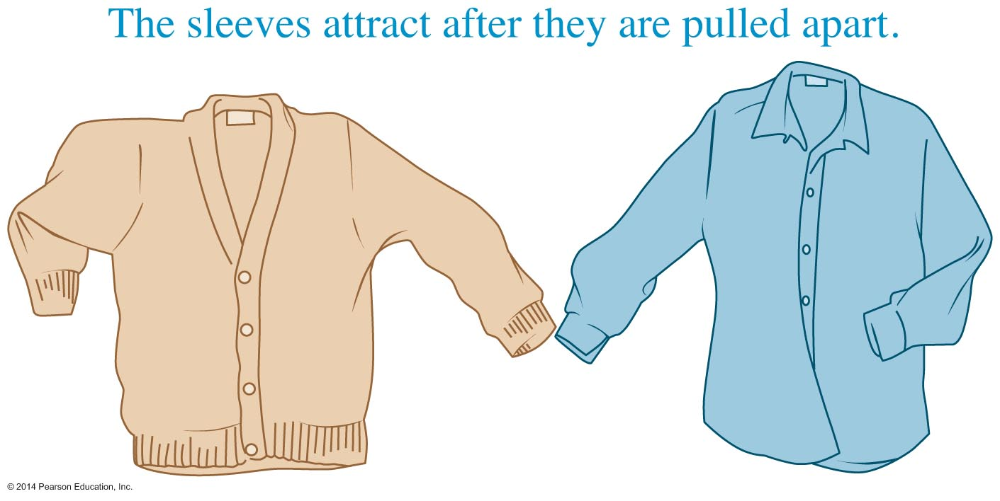 The sleeves attract after they are pulled apart.
© 2014 Pearson Education, Inc.